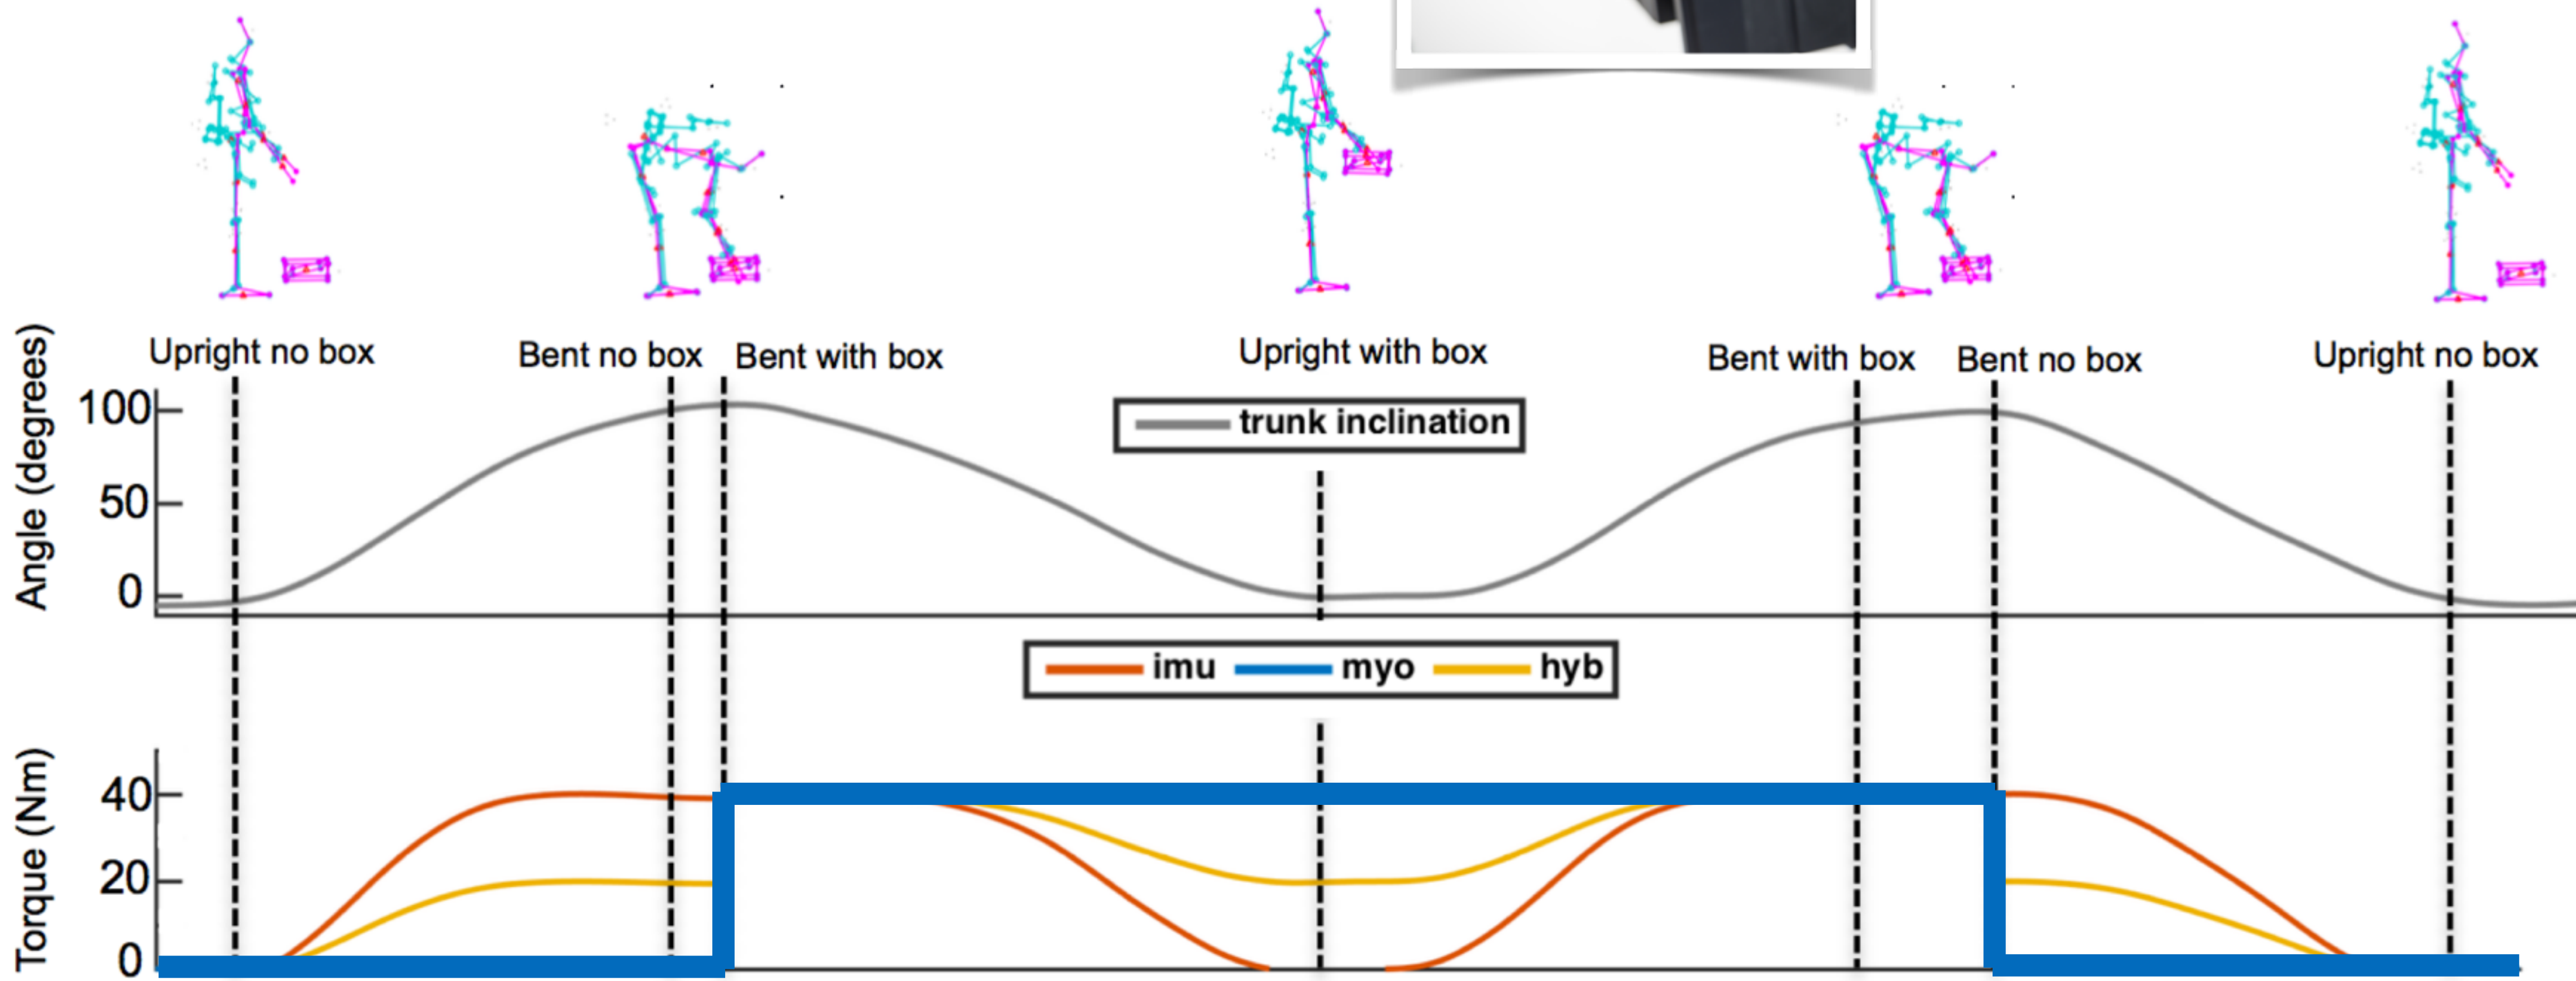 Upright no box
Bent no box
Bent with box
Upright with box
Bent with box
Bent no box
Upright no box
Angle (degrees)
100
50
0
trunk inclination
imu
myo
hyb
Torque (Nm)
40
20
0